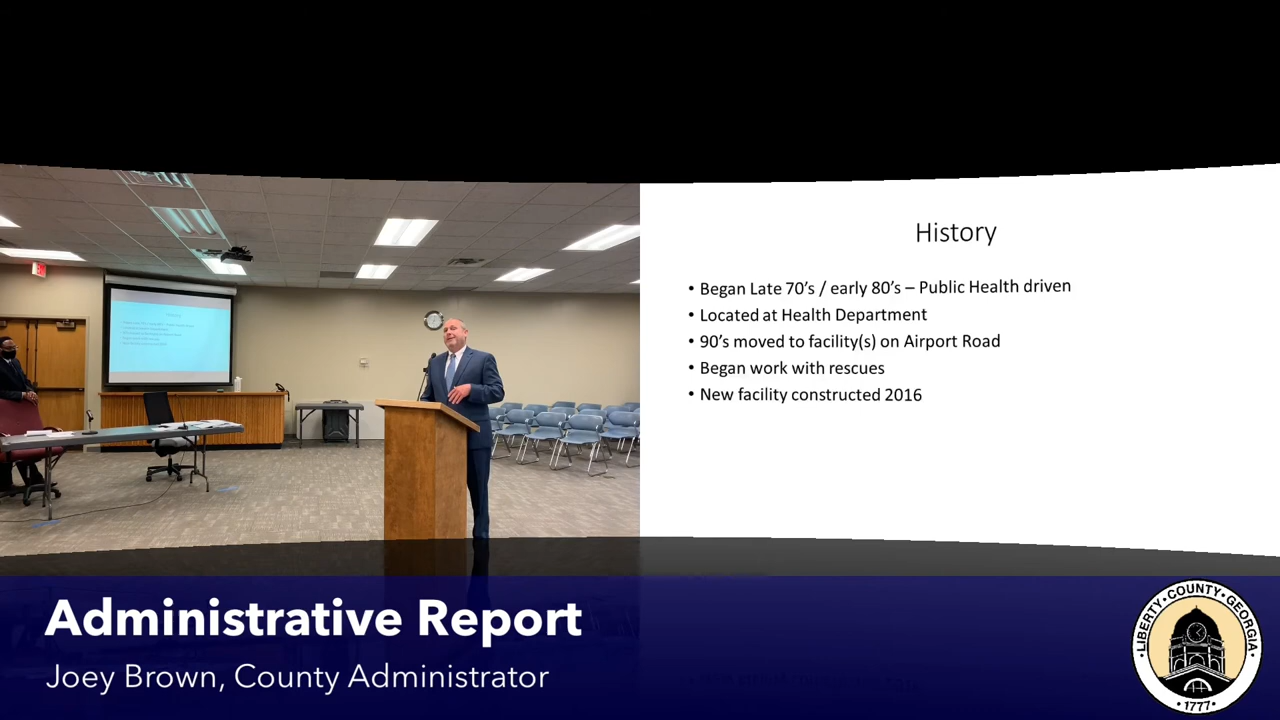 History
• Began Late 70's / early 80's – Public Health driven
• Located at Health Department
• 90's moved to facility(s) on Airport Road
• Began work with rescues
• New facility constructed 2016
Administrative Report
Joey Brown, County Administrator
LIBERTY • COUNTY • GEORGIA
• 1777 •